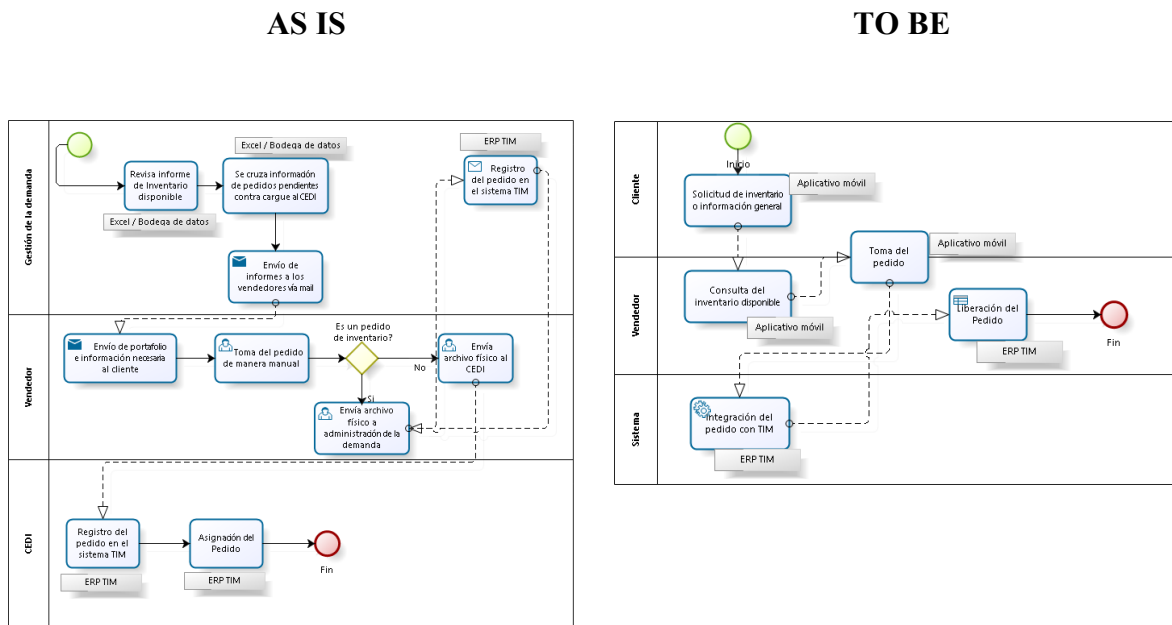 AS IS
TO BE
Gestión de la demanda
Revisa informe
de Inventario
disponible
Excel / Bodega de datos
Excel / Bodega de datos
Se cruza información
de pedidos pendientes
contra cargue al CEDI
Envío de
informes a los
vendedores vía mail
ERP TIM
Registro
del pedido en
el sistema TIM
Vendedor
Envío de portafolio
e información necesaria
al cliente
Toma del pedido
de manera manual
Es un pedido
de inventario?
No
Si
Envía
archivo físico al
CEDI
Envía archivo
físico a
administración de la
demanda
CEDI
Registro del
pedido en el
sistema TIM
ERP TIM
Asignación del
Pedido
ERP TIM
Fin
Cliente
Inicio
Solicitud de inventario
o información general
Aplicativo móvil
Toma del
pedido
Aplicativo móvil
Vendedor
Consulta del
inventario disponible
Aplicativo móvil
Liberación del
Pedido
ERP TIM
Fin
Sistema
Integración del
pedido con TIM
ERP TIM